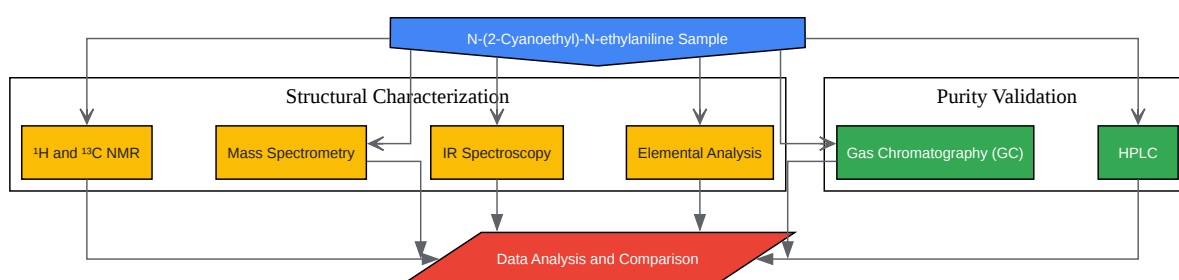 N-(2-Cyanoethyl)-N-ethylaniline Sample
Structural Characterization
Purity Validation
¹H and ¹³C NMR
Mass Spectrometry
IR Spectroscopy
Elemental Analysis
Gas Chromatography (GC)
HPLC
Data Analysis and Comparison